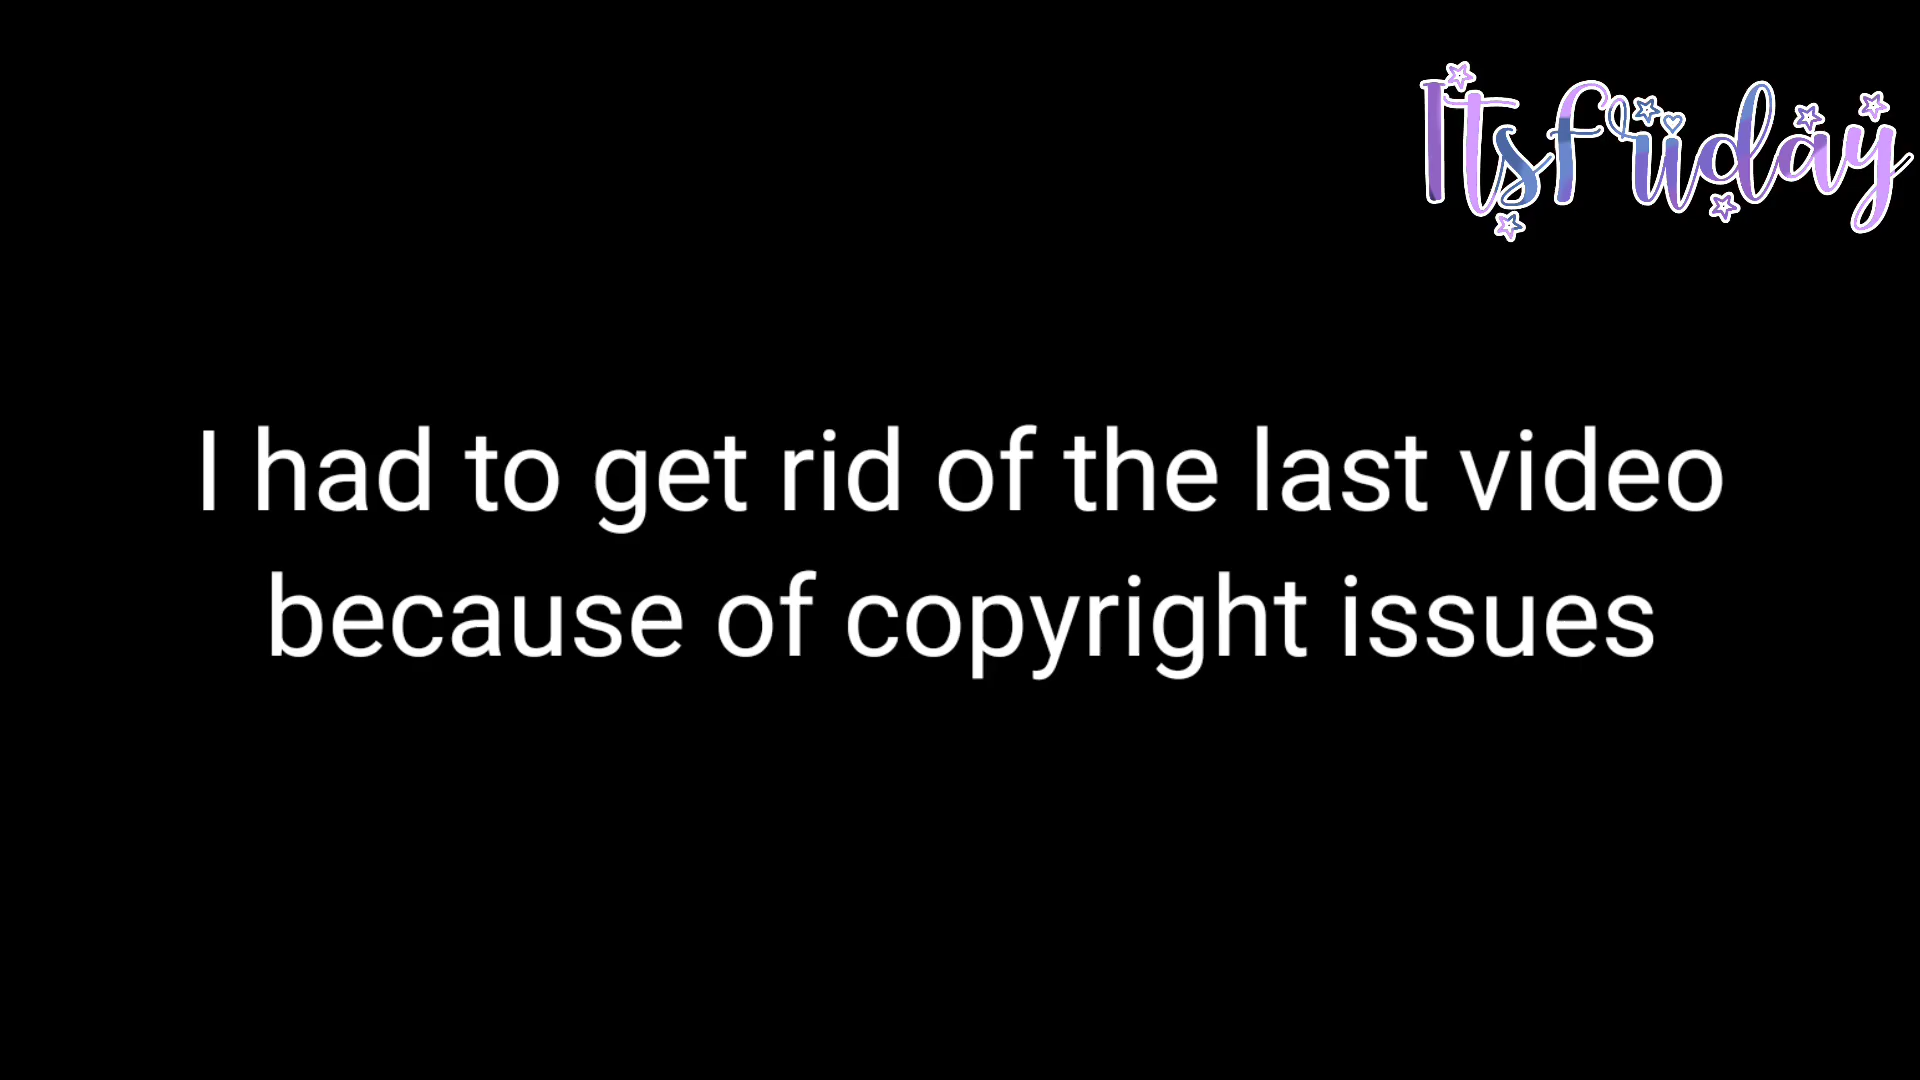 ItsFriday
I had to get rid of the last video
because of copyright issues